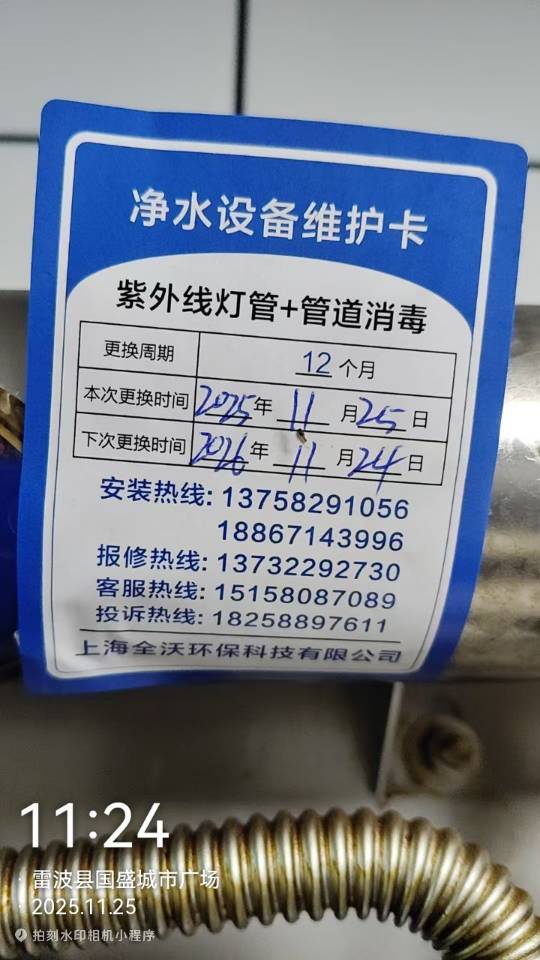 净水设备维护卡
紫外线灯管+管道消毒
更换周期 12 个月
本次更换时间 2025年 11 月25日
下次更换时间 2026年 11 月24日
安装热线: 13758291056
18867143996
报修热线: 13732292730
客服热线: 15158087089
投诉热线: 18258897611
上海全沃环保科技有限公司
11:24
雷波县国盛城市广场
2025.11.25
拍刻水印相机小程序